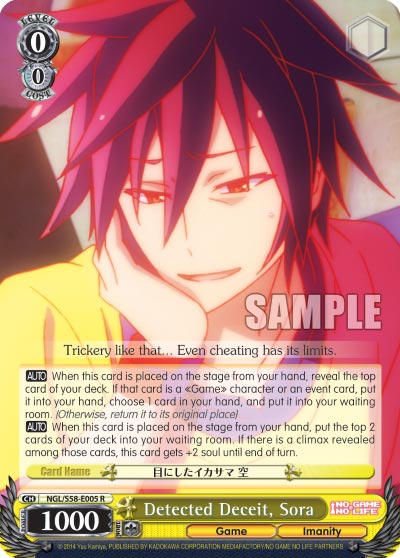 LEVEL
0
0
COST
SAMPLE
Trickery like that... Even cheating has its limits.
AUTO When this card is placed on the stage from your hand, reveal the top
card of your deck. If that card is a «Game» character or an event card, put
it into your hand, choose 1 card in your hand, and put it into your waiting
room. (Otherwise, return it to its original place)
AUTO When this card is placed on the stage from your hand, put the top 2
cards of your deck into your waiting room. If there is a climax revealed
among those cards, this card gets +2 soul until end of turn.
Card Name
目にしたイカサマ 空
CH NGL/S58-E005 R
POWER
1000
Detected Deceit, Sora
NO GAME
NO LIFE
Game
Imanity
© 2014 Yuu Kamiya, PUBLISHED BY KADOKAWA CORPORATION MEDIAFACTORY/NO GAME NO LIFE PARTNERS